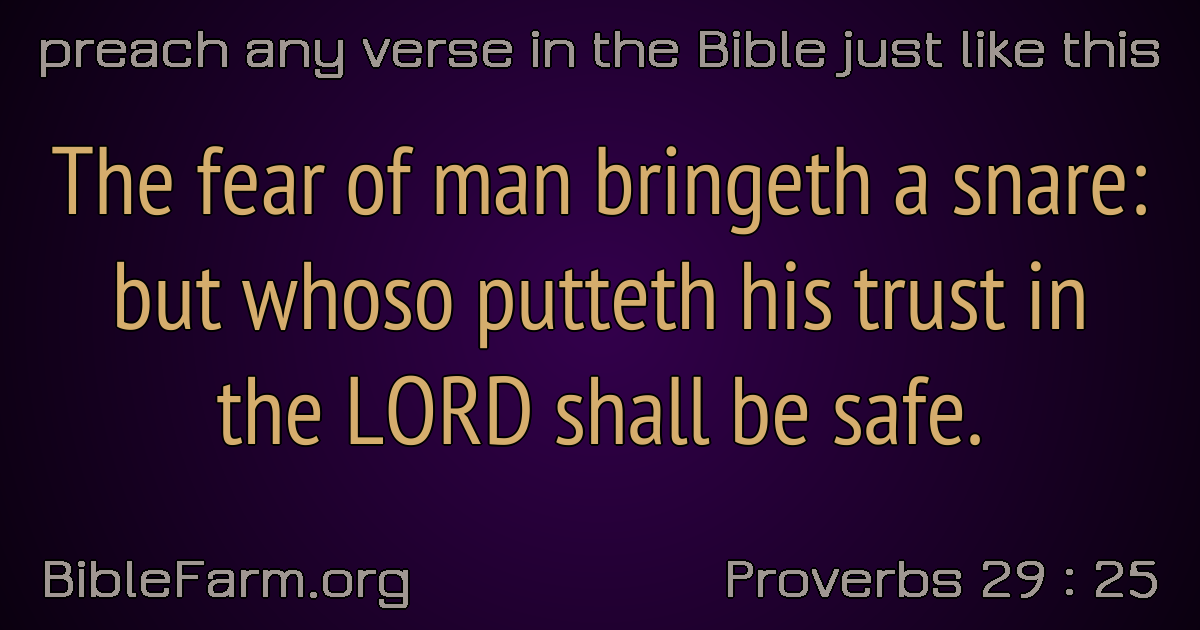 preach any verse in the Bible just like this
The fear of man bringeth a snare:
but whoso putteth his trust in
the LORD shall be safe.
BibleFarm.org
Proverbs 29 : 25